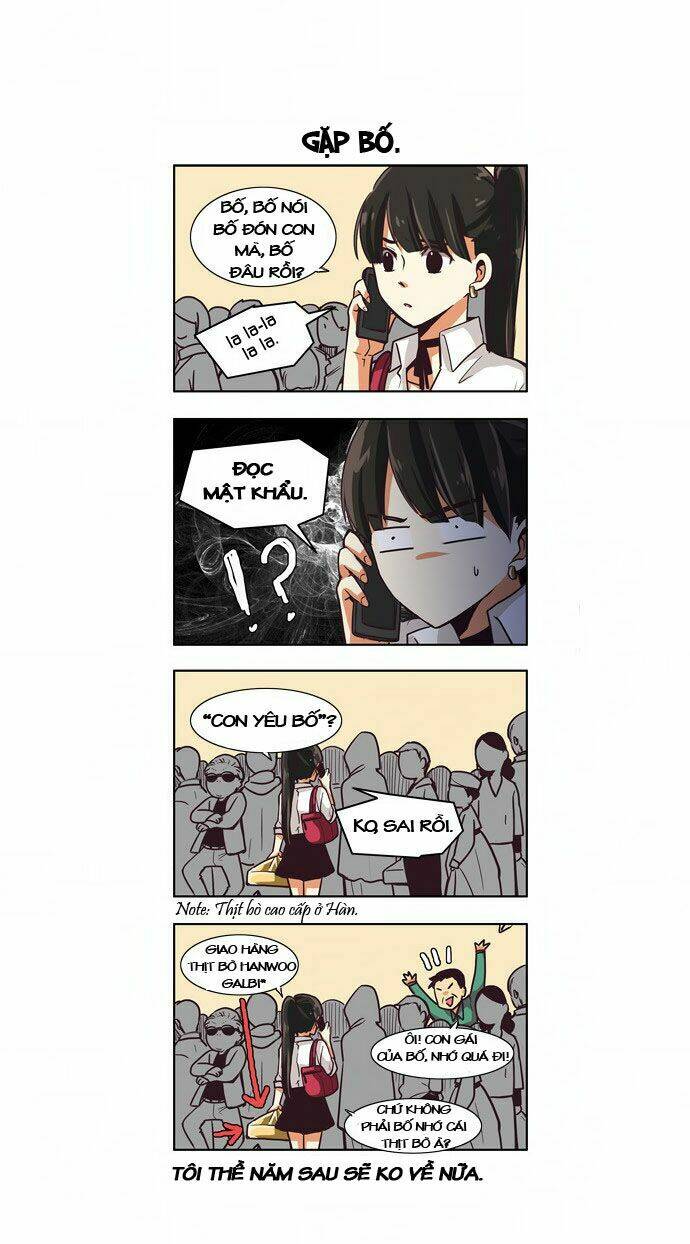 GẶP BỐ.
BỐ, BỐ NÓI
BỐ ĐÓN CON
MÀ, BỐ
ĐÂU RỒI?
la la-la
la la.
ĐỌC
MẬT KHẨU.
!?
"CON YÊU BỐ"?
KO, SAI RỒI.
Note: Thịt bò cao cấp ở Hàn.
GIAO HÀNG
THỊT BÒ HANWOO
GALBI*
ÔI! CON GÁI
CỦA BỐ, NHỚ QUÁ ĐI!
CHỨ KHÔNG
PHẢI BỐ NHỚ CÁI
THỊT BÒ À?
TÔI THỀ NĂM SAU SẼ KO VỀ NỮA.